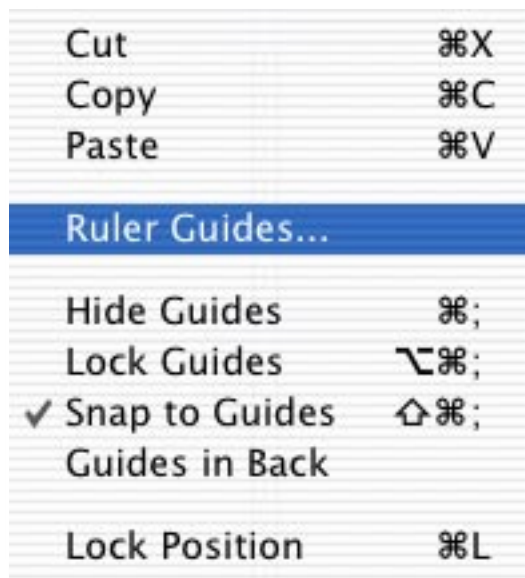 Cut ⌘X
Copy ⌘C
Paste ⌘V
Ruler Guides...
Hide Guides ⌘;
Lock Guides ⌥⌘;
✓ Snap to Guides ⇧⌘;
Guides in Back
Lock Position ⌘L